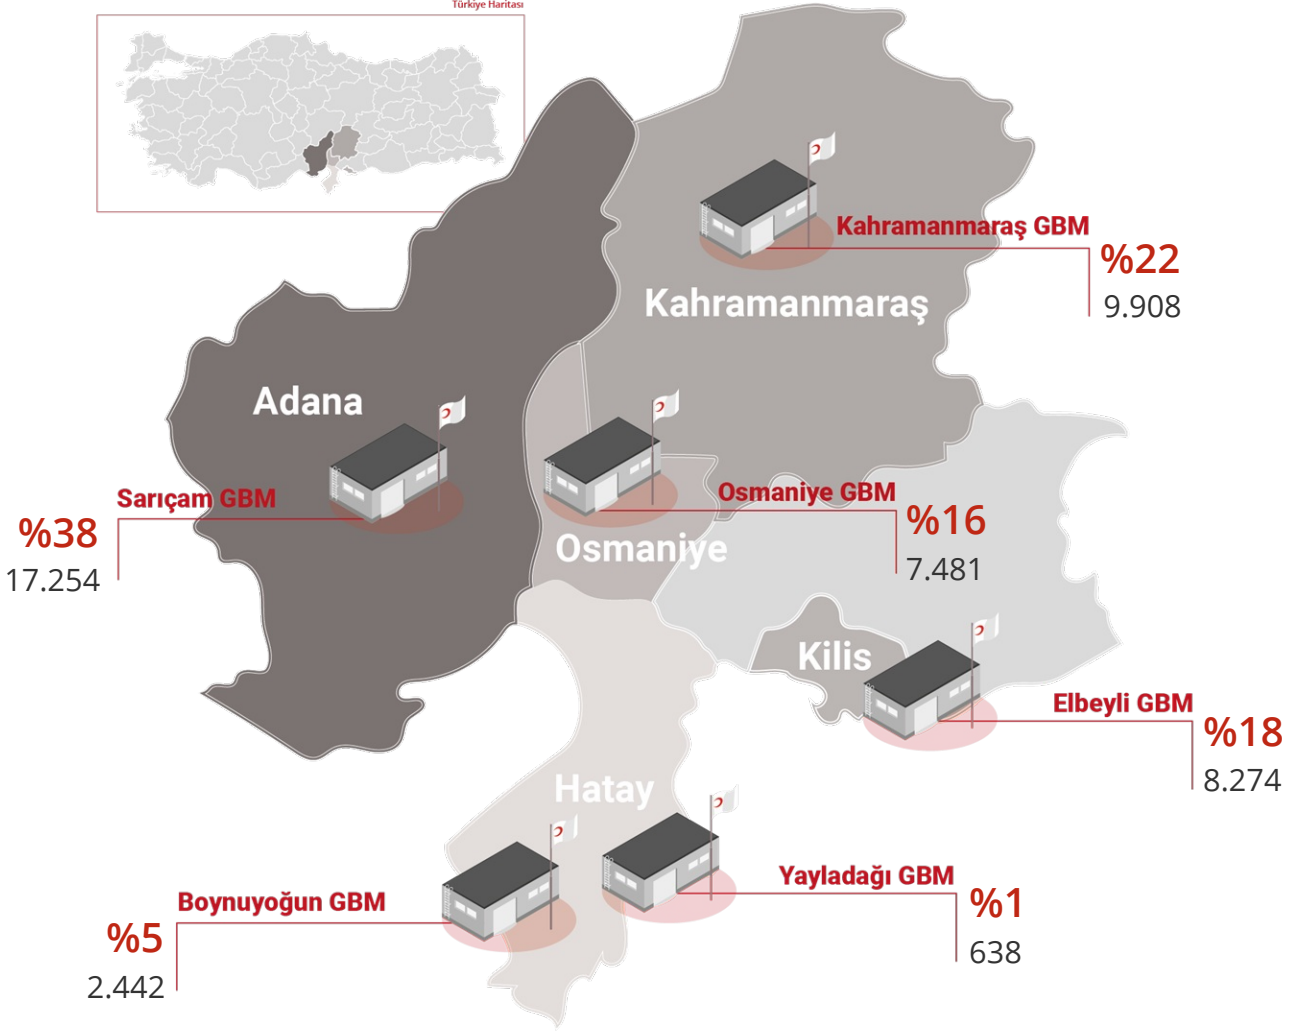 Türkiye Haritası
Kahramanmaraş GBM
%22
9.908
Kahramanmaraş
Adana
Sarıçam GBM
%38
17.254
Osmaniye GBM
%16
7.481
Osmaniye
Kilis
Elbeyli GBM
%18
8.274
Hatay
Yayladağı GBM
%1
638
Boynuyoğun GBM
%5
2.442